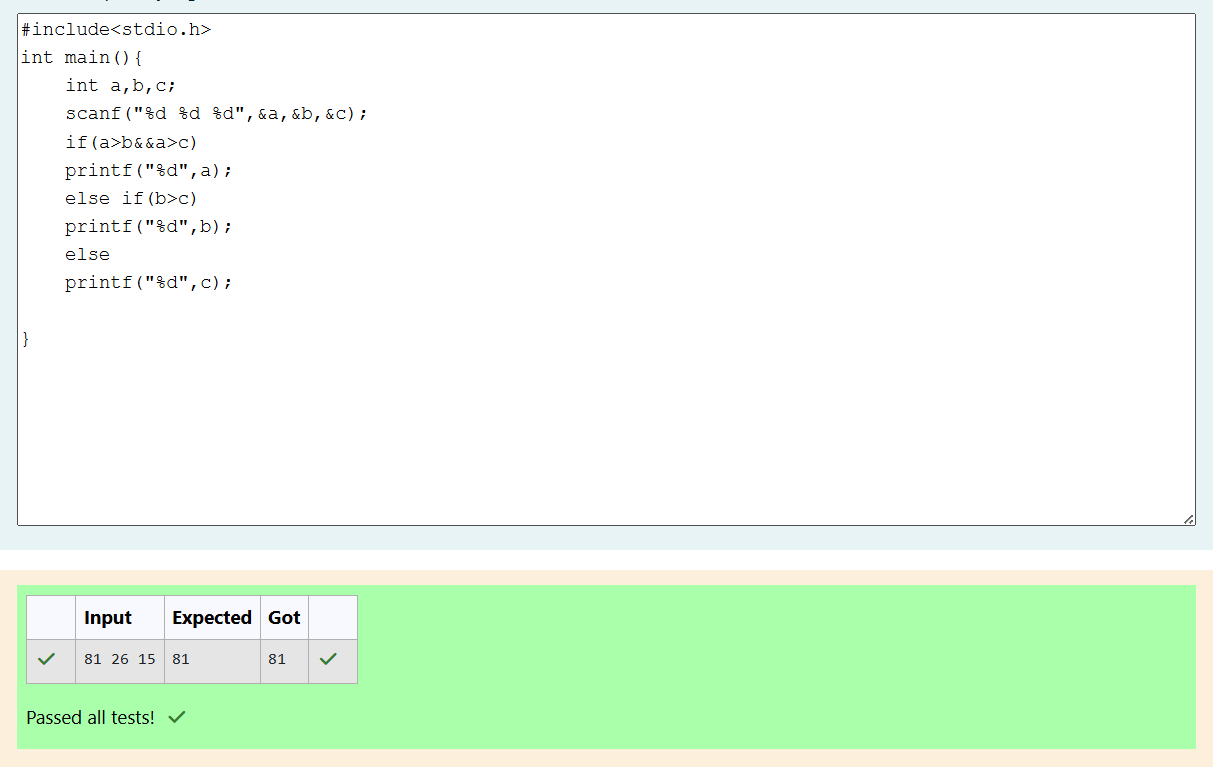 #include<stdio.h>
int main(){
    int a,b,c;
    scanf("%d %d %d",&a,&b,&c);
    if(a>b&&a>c)
    printf("%d",a);
    else if(b>c)
    printf("%d",b);
    else
    printf("%d",c);
}
Input Expected Got
81 26 15 81 81
Passed all tests!